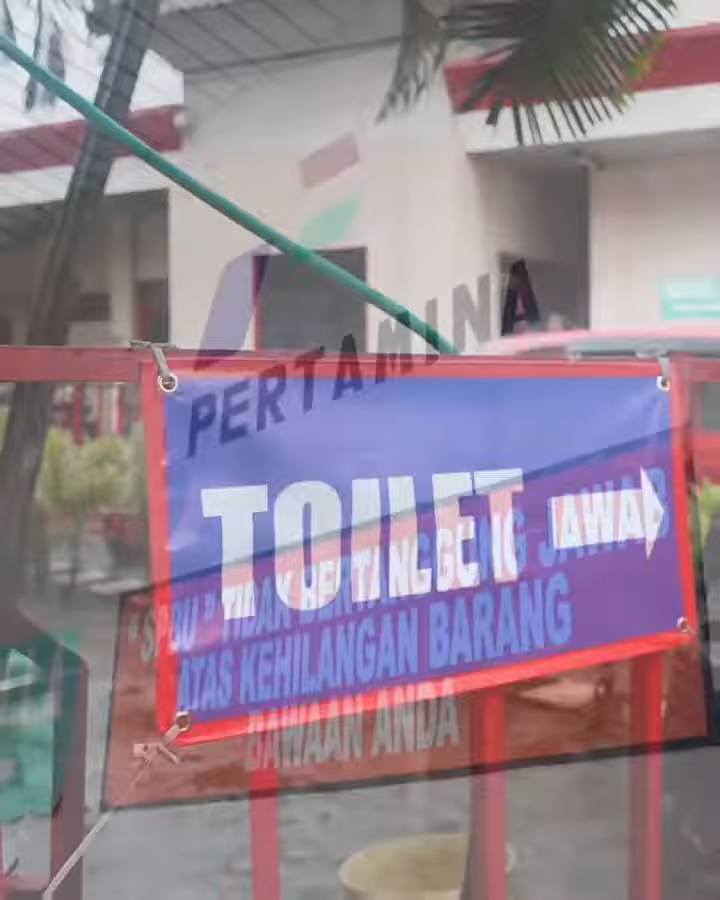 PERTAMINA
TOILET
"SPBU" TIDAK BERTANGGUNG JAWAB
ATAS KEHILANGAN BARANG
BAWAAN ANDA